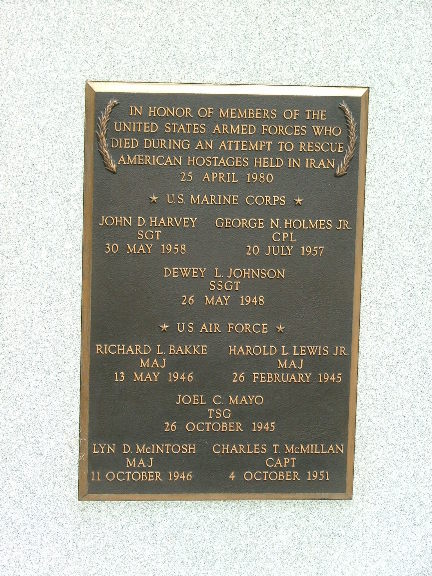 IN HONOR OF MEMBERS OF THE
UNITED STATES ARMED FORCES WHO
DIED DURING AN ATTEMPT TO RESCUE
AMERICAN HOSTAGES HELD IN IRAN
25 APRIL 1980
★ U.S. MARINE CORPS ★
JOHN D. HARVEY GEORGE N. HOLMES JR.
SGT CPL
30 MAY 1958 20 JULY 1957
DEWEY L. JOHNSON
SSGT
26 MAY 1948
★ US AIR FORCE ★
RICHARD L. BAKKE HAROLD L. LEWIS JR.
MAJ MAJ
13 MAY 1946 26 FEBRUARY 1945
JOEL C. MAYO
TSG
26 OCTOBER 1945
LYN D. McINTOSH CHARLES T. McMILLAN
MAJ CAPT
11 OCTOBER 1946 4 OCTOBER 1951